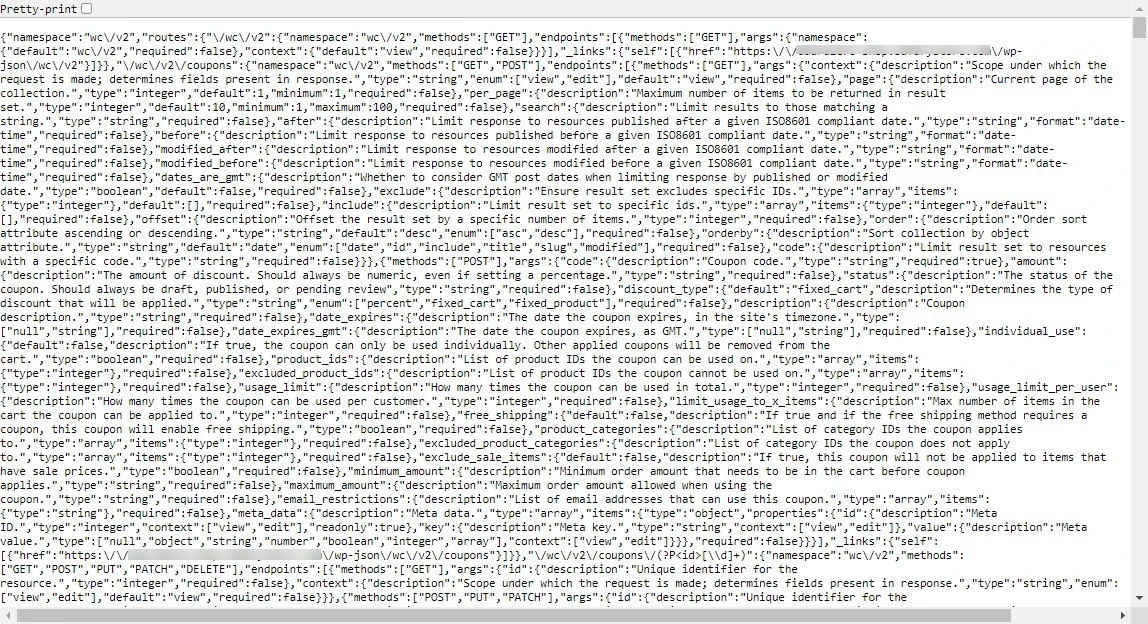 Pretty-print
{"namespace":"wc\/v2","routes":{"\/wc\/v2":{"namespace":"wc\/v2","methods":["GET"],"endpoints":[{"methods":["GET"],"args":{"namespace":
{"default":"wc\/v2","required":false},"context":{"default":"view","required":false}}}],"_links":{"self":[{"href":"https:\/\/ \/wp-
json\/wc\/v2"}]}},"\/wc\/v2\/coupons":{"namespace":"wc\/v2","methods":["GET","POST"],"endpoints":[{"methods":["GET"],"args":{"context":{"description":"Scope under which the
request is made; determines fields present in response.","type":"string","enum":["view","edit"],"default":"view","required":false},"page":{"description":"Current page of the
collection.","type":"integer","default":1,"minimum":1,"required":false},"per_page":{"description":"Maximum number of items to be returned in result
set.","type":"integer","default":10,"minimum":1,"maximum":100,"required":false},"search":{"description":"Limit results to those matching a
string.","type":"string","required":false},"after":{"description":"Limit response to resources published after a given ISO8601 compliant date.","type":"string","format":"date-
time","required":false},"before":{"description":"Limit response to resources published before a given ISO8601 compliant date.","type":"string","format":"date-
time","required":false},"modified_after":{"description":"Limit response to resources modified after a given ISO8601 compliant date.","type":"string","format":"date-
time","required":false},"modified_before":{"description":"Limit response to resources modified before a given ISO8601 compliant date.","type":"string","format":"date-
time","required":false},"dates_are_gmt":{"description":"Whether to consider GMT post dates when limiting response by published or modified
date.","type":"boolean","default":false,"required":false},"exclude":{"description":"Ensure result set excludes specific IDs.","type":"array","items":
{"type":"integer"},"default":[],"required":false},"include":{"description":"Limit result set to specific ids.","type":"array","items":{"type":"integer"},"default":
[],"required":false},"offset":{"description":"Offset the result set by a specific number of items.","type":"integer","required":false},"order":{"description":"Order sort
attribute ascending or descending.","type":"string","default":"desc","enum":["asc","desc"],"required":false},"orderby":{"description":"Sort collection by object
attribute.","type":"string","default":"date","enum":["date","id","include","title","slug","modified"],"required":false},"code":{"description":"Limit result set to resources
with a specific code.","type":"string","required":false}}},{"methods":["POST"],"args":{"code":{"description":"Coupon code.","type":"string","required":true},"amount":
{"description":"The amount of discount. Should always be numeric, even if setting a percentage.","type":"string","required":false},"status":{"description":"The status of the
coupon. Should always be draft, published, or pending review","type":"string","required":false},"discount_type":{"default":"fixed_cart","description":"Determines the type of
discount that will be applied.","type":"string","enum":["percent","fixed_cart","fixed_product"],"required":false},"description":{"description":"Coupon
description.","type":"string","required":false},"date_expires":{"description":"The date the coupon expires, in the site's timezone.","type":
["null","string"],"required":false},"date_expires_gmt":{"description":"The date the coupon expires, as GMT.","type":["null","string"],"required":false},"individual_use":
{"default":false,"description":"If true, the coupon can only be used individually. Other applied coupons will be removed from the
cart.","type":"boolean","required":false},"product_ids":{"description":"List of product IDs the coupon can be used on.","type":"array","items":
{"type":"integer"},"required":false},"excluded_product_ids":{"description":"List of product IDs the coupon cannot be used on.","type":"array","items":
{"type":"integer"},"required":false},"usage_limit":{"description":"How many times the coupon can be used in total.","type":"integer","required":false},"usage_limit_per_user":
{"description":"How many times the coupon can be used per customer.","type":"integer","required":false},"limit_usage_to_x_items":{"description":"Max number of items in the
cart the coupon can be applied to.","type":"integer","required":false},"free_shipping":{"default":false,"description":"If true and if the free shipping method requires a
coupon, this coupon will enable free shipping.","type":"boolean","required":false},"product_categories":{"description":"List of category IDs the coupon applies
to.","type":"array","items":{"type":"integer"},"required":false},"excluded_product_categories":{"description":"List of category IDs the coupon does not apply
to.","type":"array","items":{"type":"integer"},"required":false},"exclude_sale_items":{"default":false,"description":"If true, this coupon will not be applied to items that
have sale prices.","type":"boolean","required":false},"minimum_amount":{"description":"Minimum order amount that needs to be in the cart before coupon
applies.","type":"string","required":false},"maximum_amount":{"description":"Maximum order amount allowed when using the
coupon.","type":"string","required":false},"email_restrictions":{"description":"List of email addresses that can use this coupon.","type":"array","items":
{"type":"string"},"required":false},"meta_data":{"description":"Meta data.","type":"array","items":{"type":"object","properties":{"id":{"description":"Meta
ID.","type":"integer","context":["view","edit"],"readonly":true},"key":{"description":"Meta key.","type":"string","context":["view","edit"]},"value":{"description":"Meta
value.","type":["null","object","string","number","boolean","integer","array"],"context":["view","edit"]}}},"required":false}}}],"_links":{"self":
[{"href":"https:\/\/ \/wp-json\/wc\/v2\/coupons"}]}},"\/wc\/v2\/coupons\/(?P<id>[\\d]+)":{"namespace":"wc\/v2","methods":
["GET","POST","PUT","PATCH","DELETE"],"endpoints":[{"methods":["GET"],"args":{"id":{"description":"Unique identifier for the
resource.","type":"integer","required":false},"context":{"description":"Scope under which the request is made; determines fields present in response.","type":"string","enum":
["view","edit"],"default":"view","required":false}}},{"methods":["POST","PUT","PATCH"],"args":{"id":{"description":"Unique identifier for the